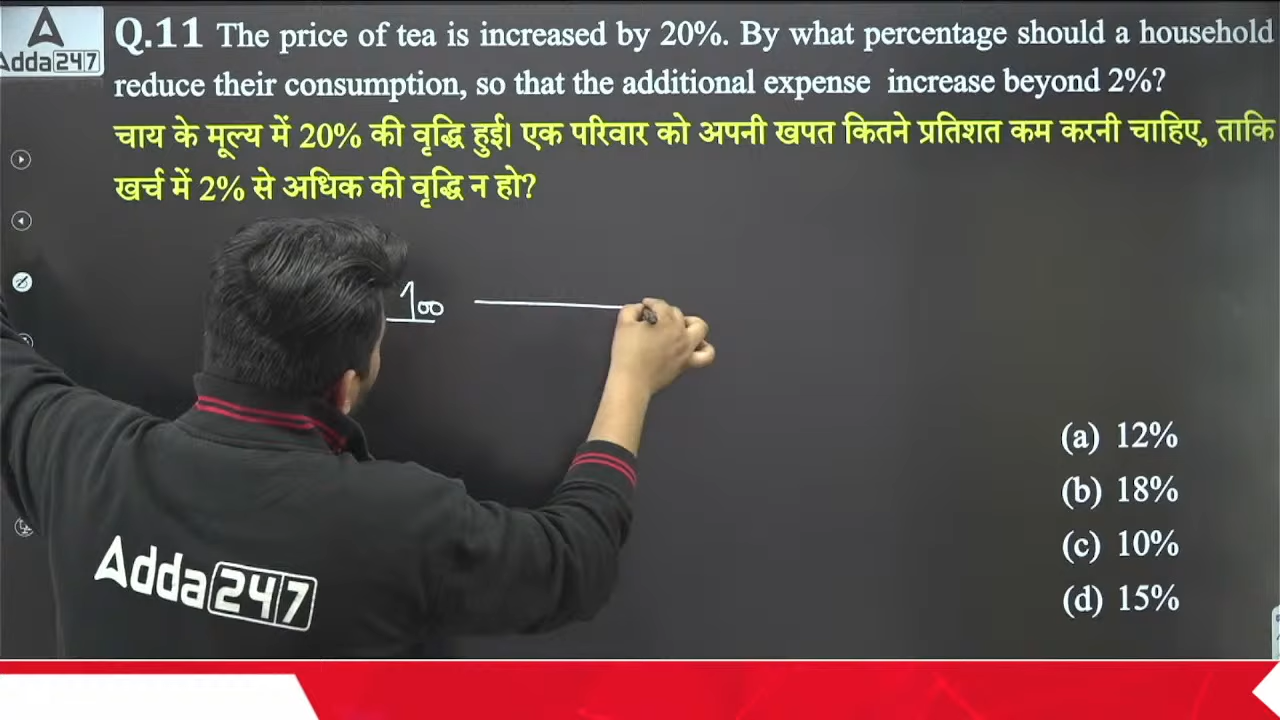 Adda247
Q.11 The price of tea is increased by 20%. By what percentage should a household
reduce their consumption, so that the additional expense increase beyond 2%?
चाय के मूल्य में 20% की वृद्धि हुई। एक परिवार को अपनी खपत कितने प्रतिशत कम करनी चाहिए, ताकि
खर्च में 2% से अधिक की वृद्धि न हो?
100
(a) 12%
(b) 18%
(c) 10%
(d) 15%
Adda247